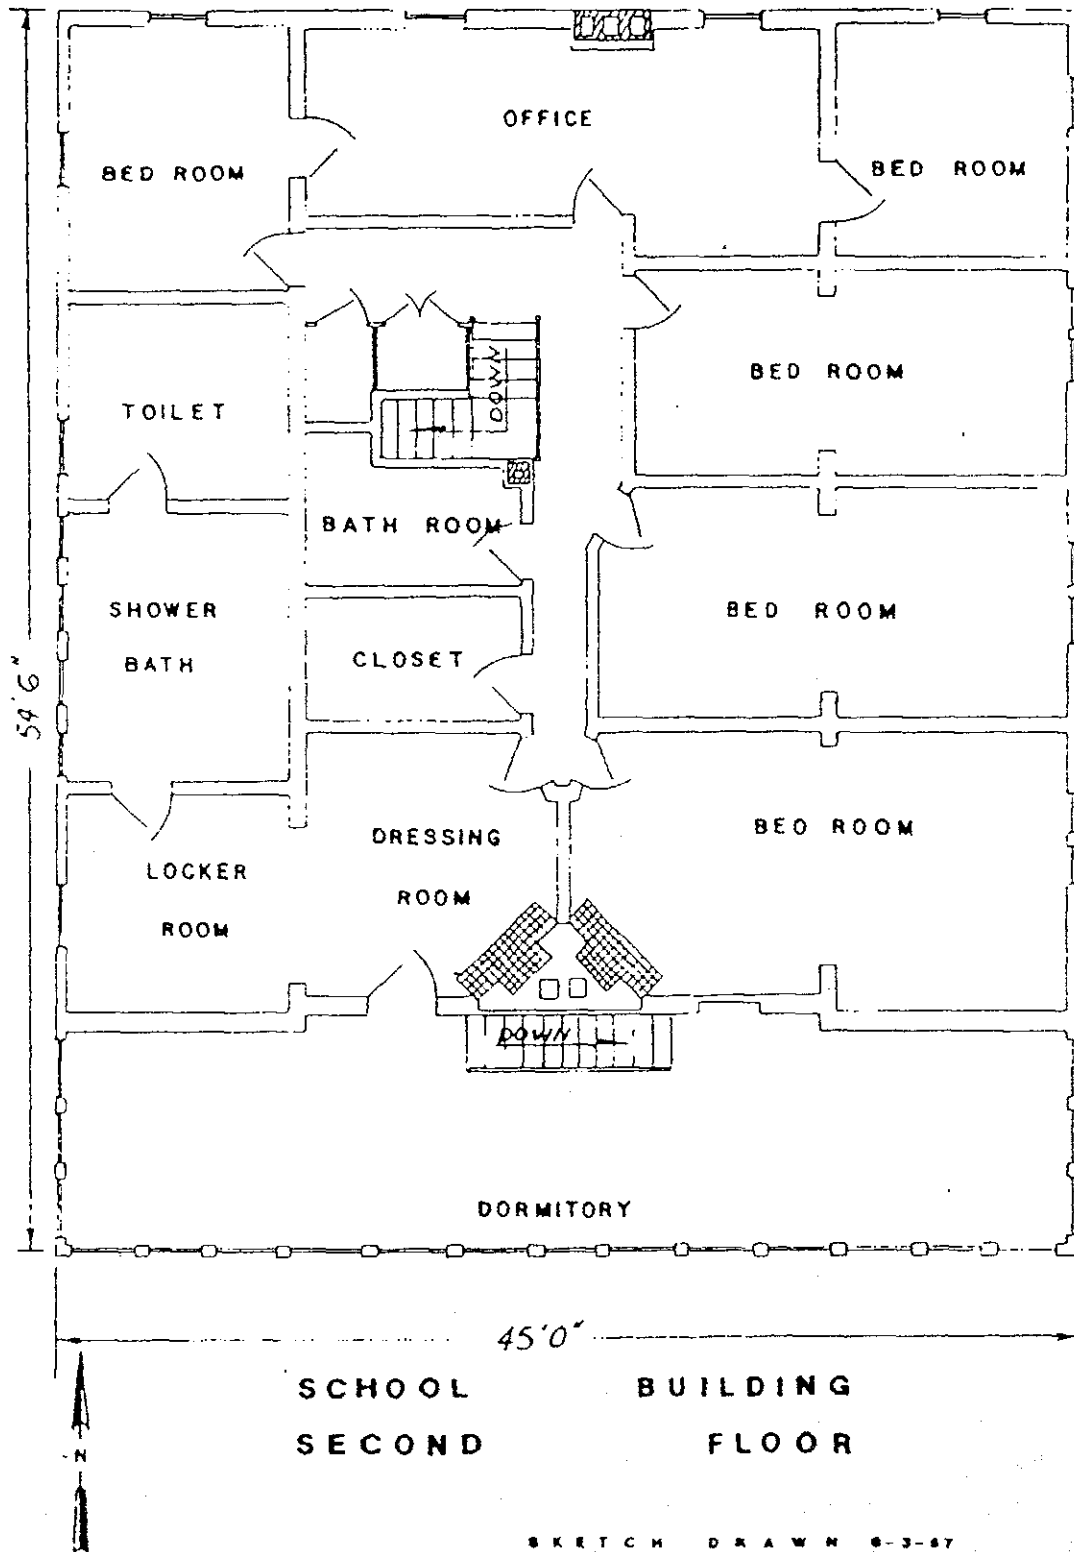 OFFICE
BED ROOM
BED ROOM
BED ROOM
DOWN
TOILET
BATH ROOM
SHOWER
BATH
BED ROOM
CLOSET
54'6"
BED ROOM
DRESSING
ROOM
LOCKER
ROOM
DOWN
DORMITORY
45'0"
SCHOOL BUILDING
SECOND FLOOR
N
SKETCH DRAWN